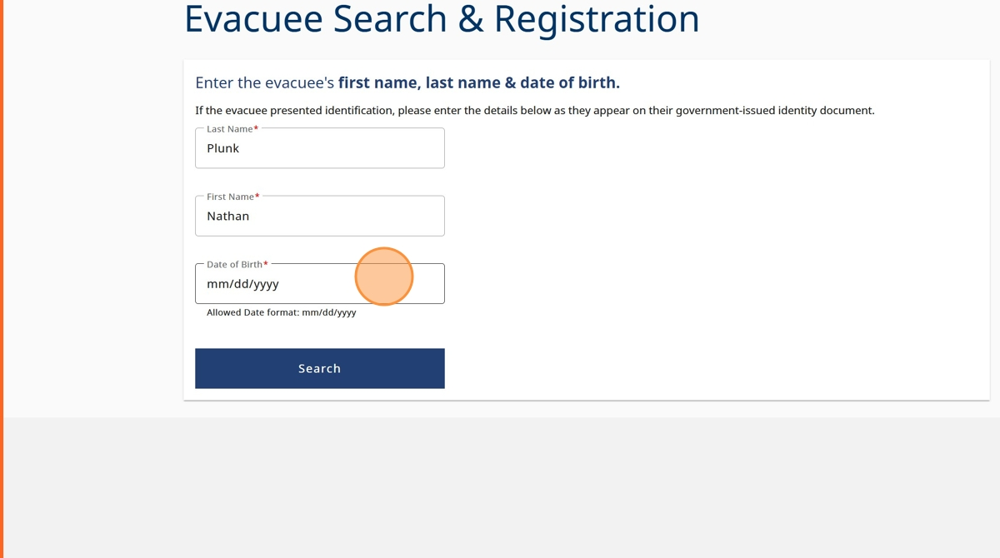 Evacuee Search & Registration
Enter the evacuee's first name, last name & date of birth.
If the evacuee presented identification, please enter the details below as they appear on their government-issued identity document.
Last Name*
Plunk
First Name*
Nathan
Date of Birth*
mm/dd/yyyy
Allowed Date format: mm/dd/yyyy
Search